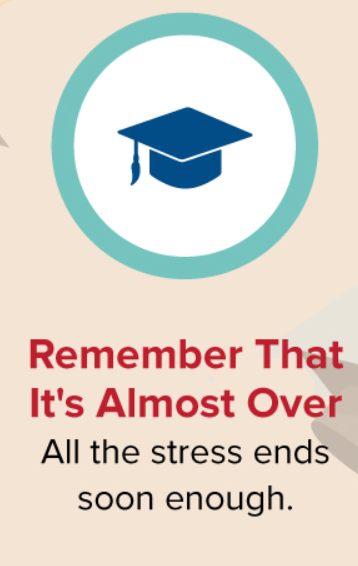 Remember That
It's Almost Over
All the stress ends
soon enough.